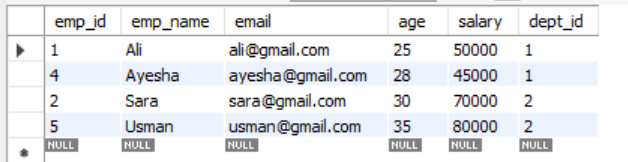 emp_id emp_name email age salary dept_id
1 Ali ali@gmail.com 25 50000 1
4 Ayesha ayesha@gmail.com 28 45000 1
2 Sara sara@gmail.com 30 70000 2
5 Usman usman@gmail.com 35 80000 2
NULL NULL NULL NULL NULL NULL